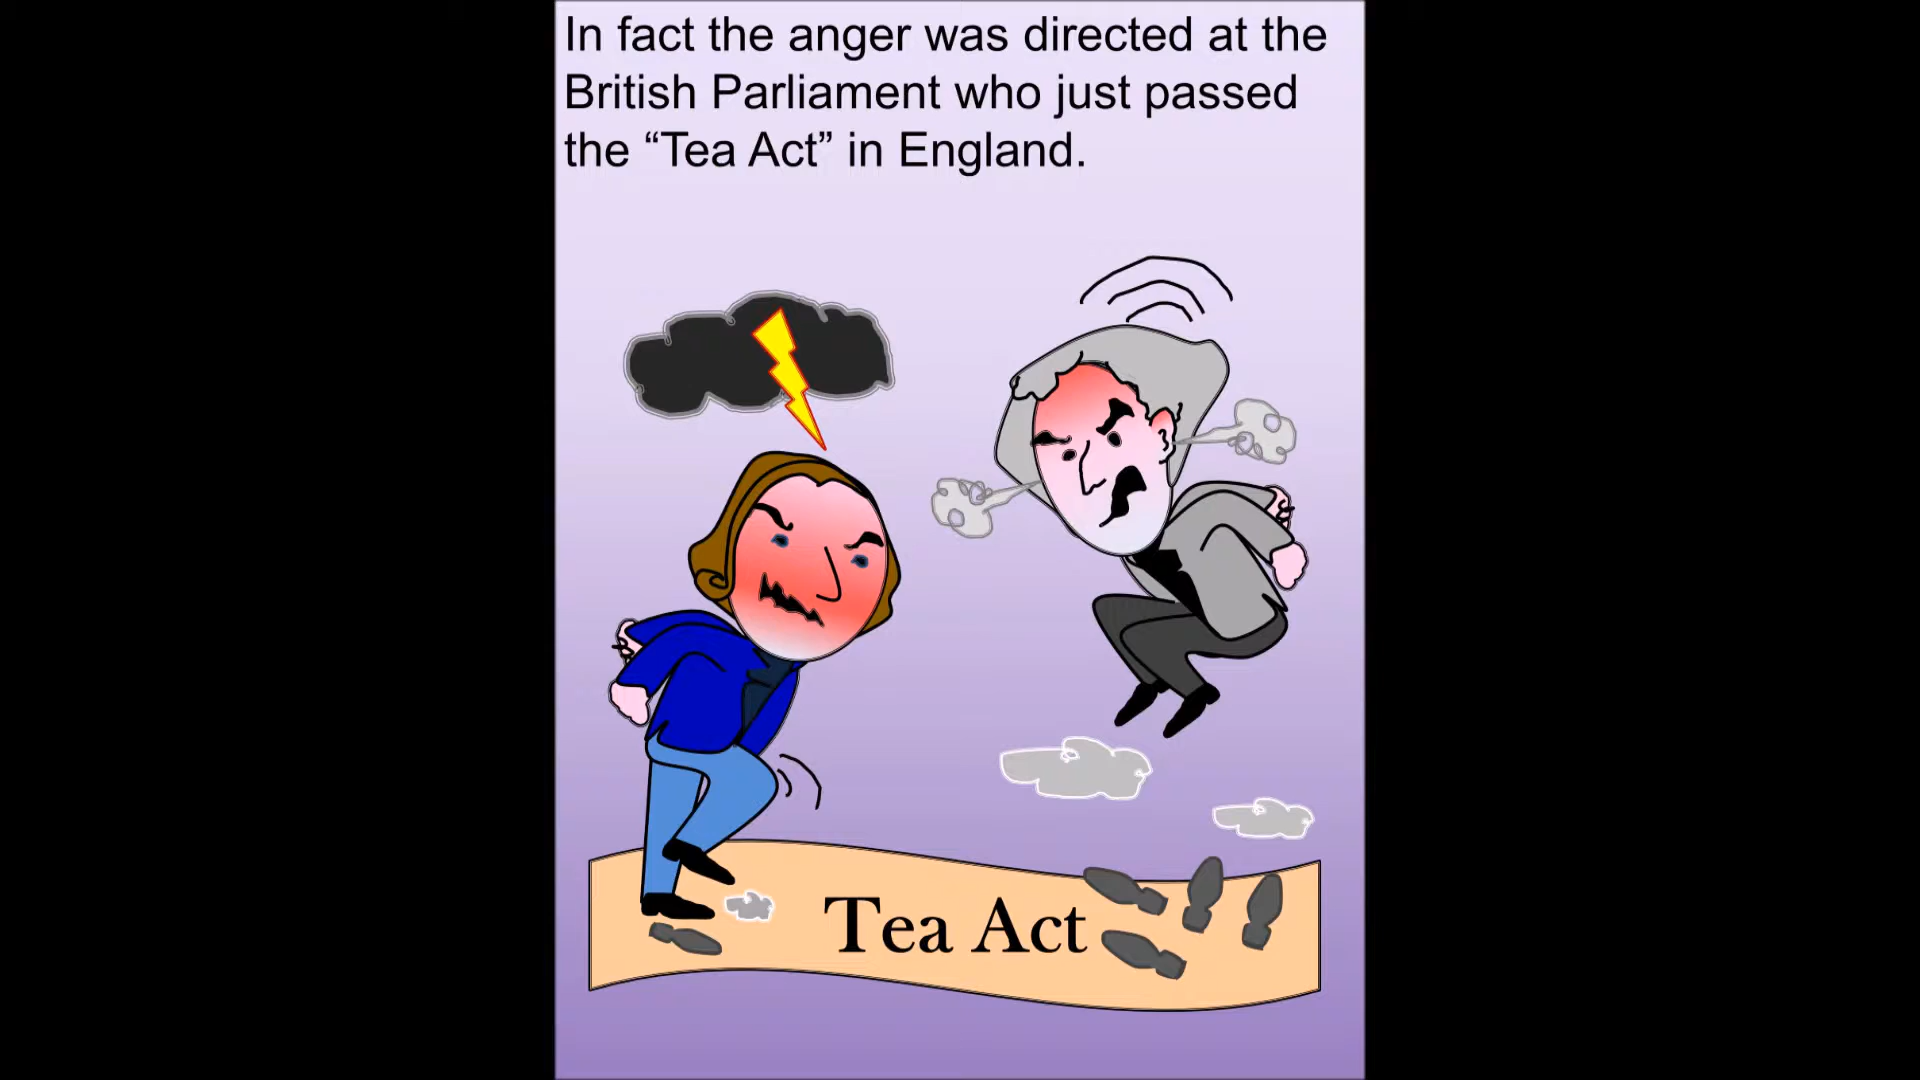 In fact the anger was directed at the
British Parliament who just passed
the “Tea Act” in England.
Tea Act